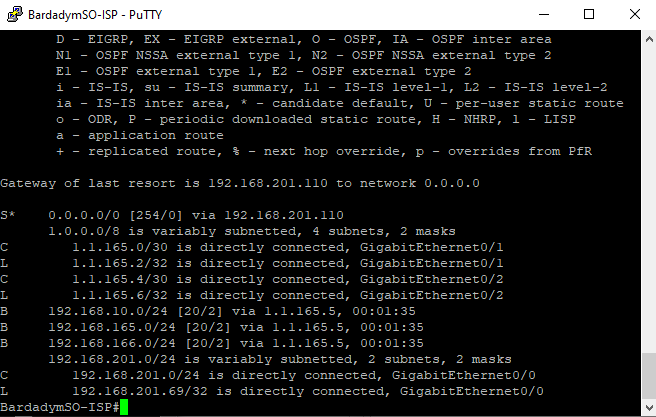 BardadymSO-ISP - PuTTY
D - EIGRP, EX - EIGRP external, O - OSPF, IA - OSPF inter area
N1 - OSPF NSSA external type 1, N2 - OSPF NSSA external type 2
E1 - OSPF external type 1, E2 - OSPF external type 2
i - IS-IS, su - IS-IS summary, L1 - IS-IS level-1, L2 - IS-IS level-2
ia - IS-IS inter area, * - candidate default, U - per-user static route
o - ODR, P - periodic downloaded static route, H - NHRP, l - LISP
a - application route
+ - replicated route, % - next hop override, p - overrides from PfR
Gateway of last resort is 192.168.201.110 to network 0.0.0.0
S* 0.0.0.0/0 [254/0] via 192.168.201.110
1.0.0.0/8 is variably subnetted, 4 subnets, 2 masks
C 1.1.165.0/30 is directly connected, GigabitEthernet0/1
L 1.1.165.2/32 is directly connected, GigabitEthernet0/1
C 1.1.165.4/30 is directly connected, GigabitEthernet0/2
L 1.1.165.6/32 is directly connected, GigabitEthernet0/2
B 192.168.10.0/24 [20/2] via 1.1.165.5, 00:01:35
B 192.168.165.0/24 [20/2] via 1.1.165.5, 00:01:35
B 192.168.166.0/24 [20/2] via 1.1.165.5, 00:01:35
192.168.201.0/24 is variably subnetted, 2 subnets, 2 masks
C 192.168.201.0/24 is directly connected, GigabitEthernet0/0
L 192.168.201.69/32 is directly connected, GigabitEthernet0/0
BardadymSO-ISP#